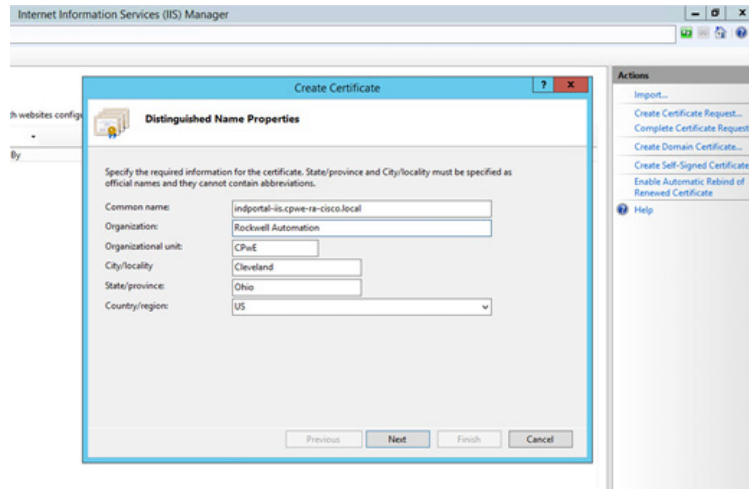 Internet Information Services (IIS) Manager
th websites config
By
Create Certificate
?
x
Distinguished Name Properties
Specify the required information for the certificate. State/province and City/locality must be specified as
official names and they cannot contain abbreviations.
Common name:
indportal-iis.cpwe-ra-cisco.local
Organization:
Rockwell Automation
Organizational unit:
CPwE
City/locality
Cleveland
State/province:
Ohio
Country/region:
US
Previous
Next
Finish
Cancel
Actions
Import...
Create Certificate Request...
Complete Certificate Request
Create Domain Certificate...
Create Self-Signed Certificate
Enable Automatic Rebind of
Renewed Certificate
Help